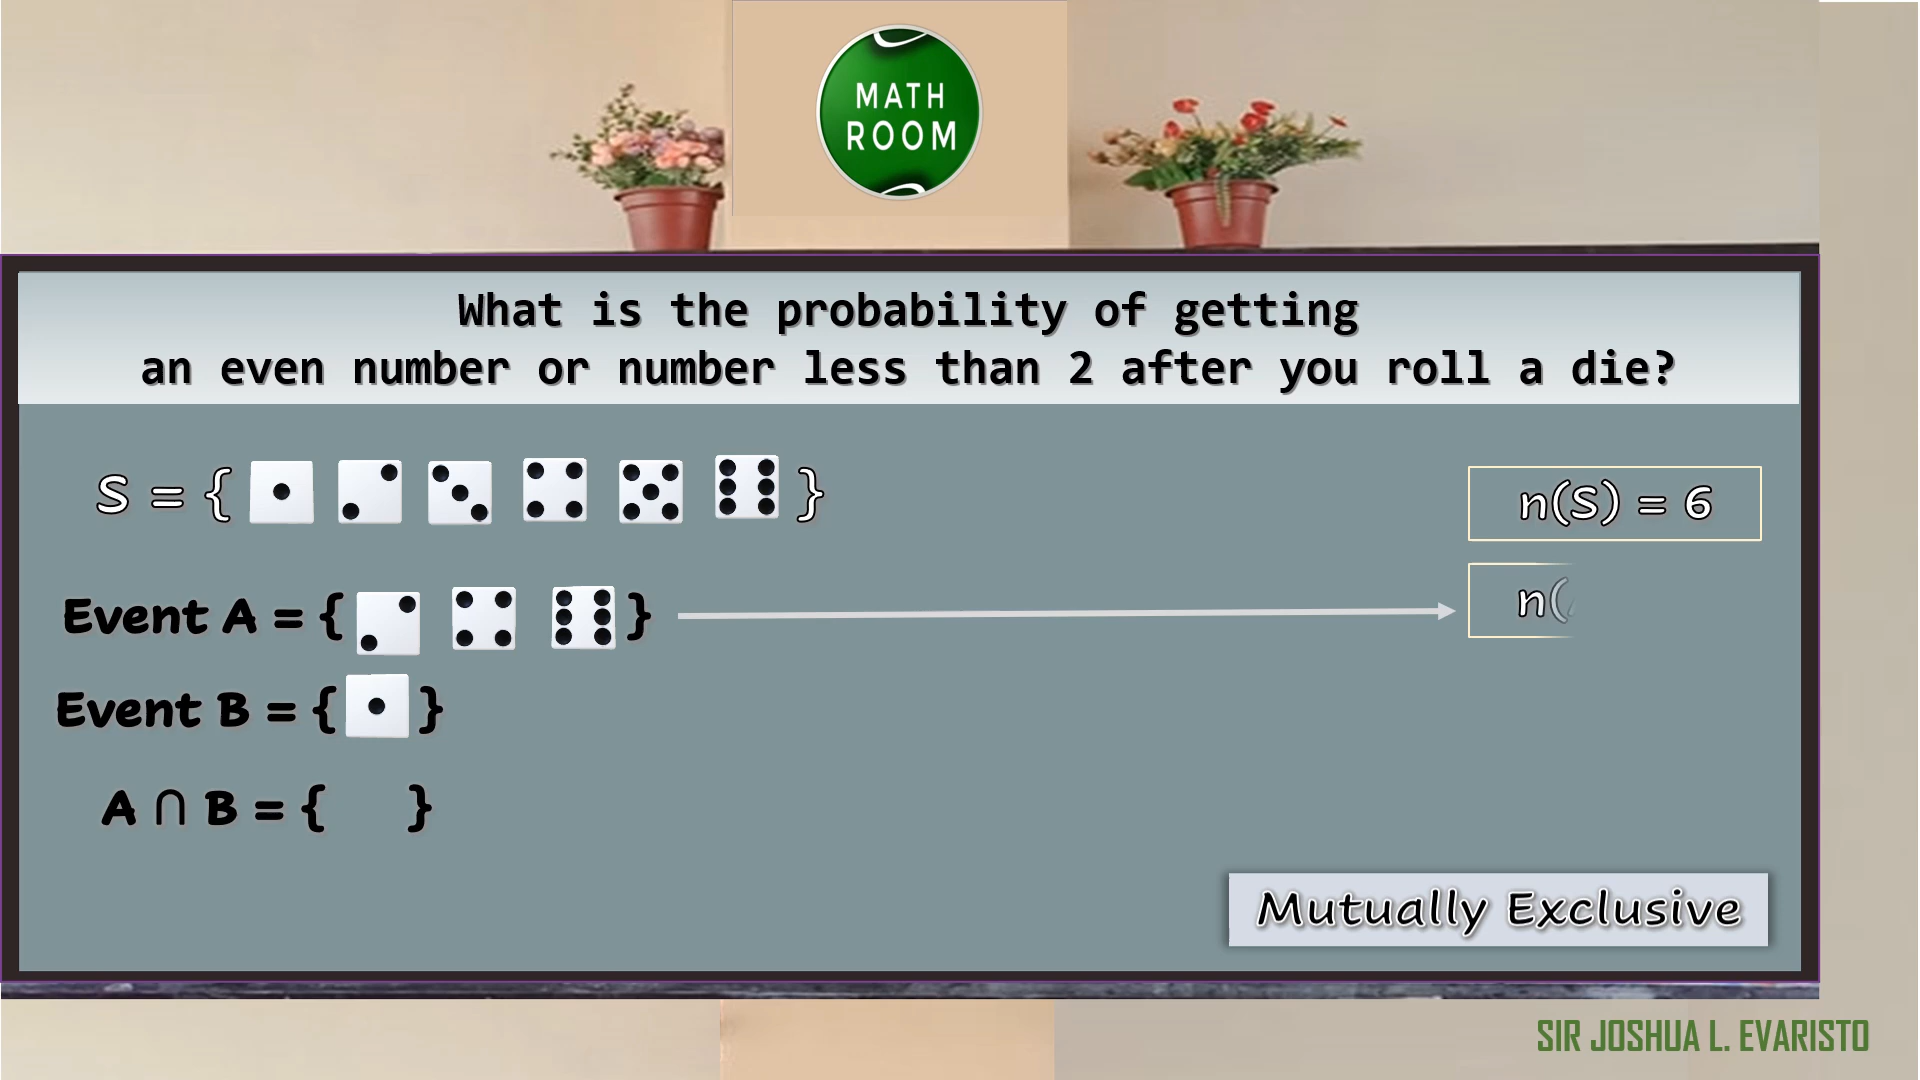 MATH
ROOM
What is the probability of getting
an even number or number less than 2 after you roll a die?
S = { }
n(S) = 6
Event A = { }
n(
Event B = { }
A ∩ B = { }
Mutually Exclusive
SIR JOSHUA L. EVARISTO